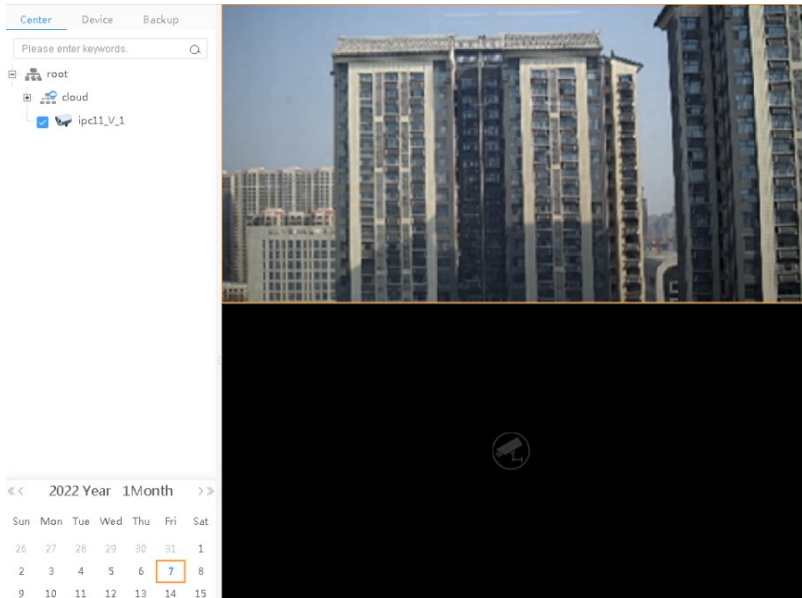 Center Device Backup
Please enter keywords.
root
cloud
ipc11_V_1
<< < 2022 Year 1Month > >>
Sun Mon Tue Wed Thu Fri Sat
26 27 28 29 30 31 1
2 3 4 5 6 7 8
9 10 11 12 13 14 15